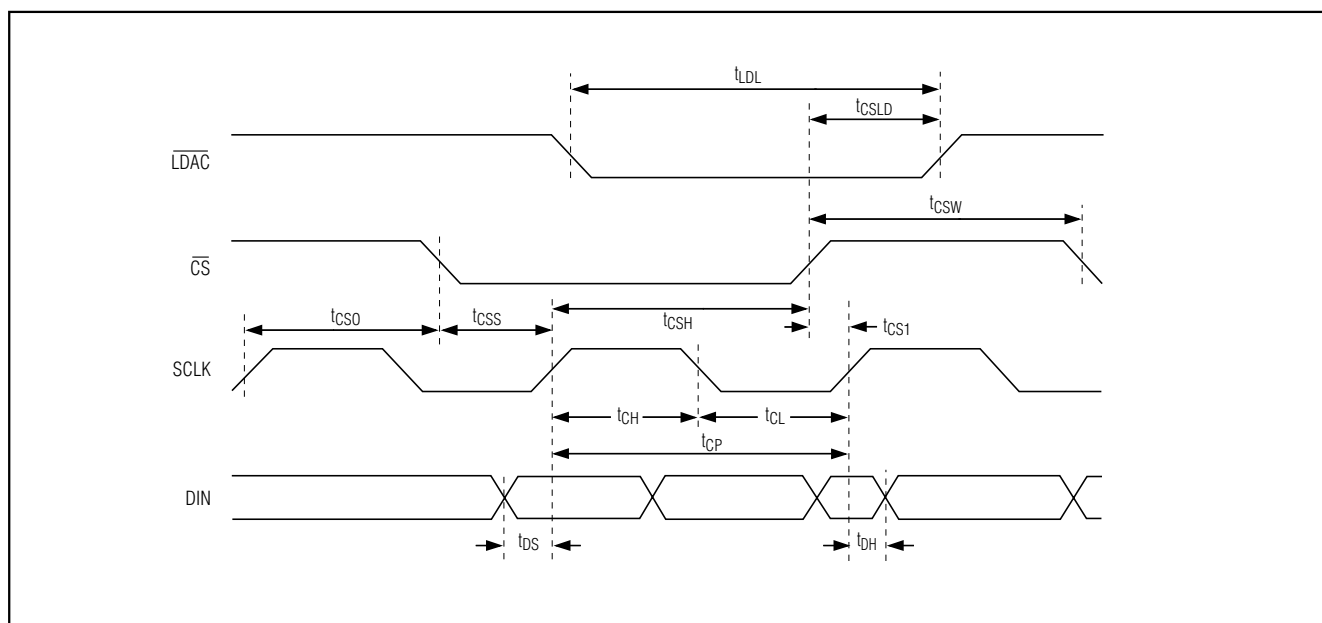 tLDL
tCSLD
LDAC
tCSW
CS
tCSO
tCSS
tCSH
tCS1
SCLK
tCH
tCL
tCP
DIN
tDS
tDH